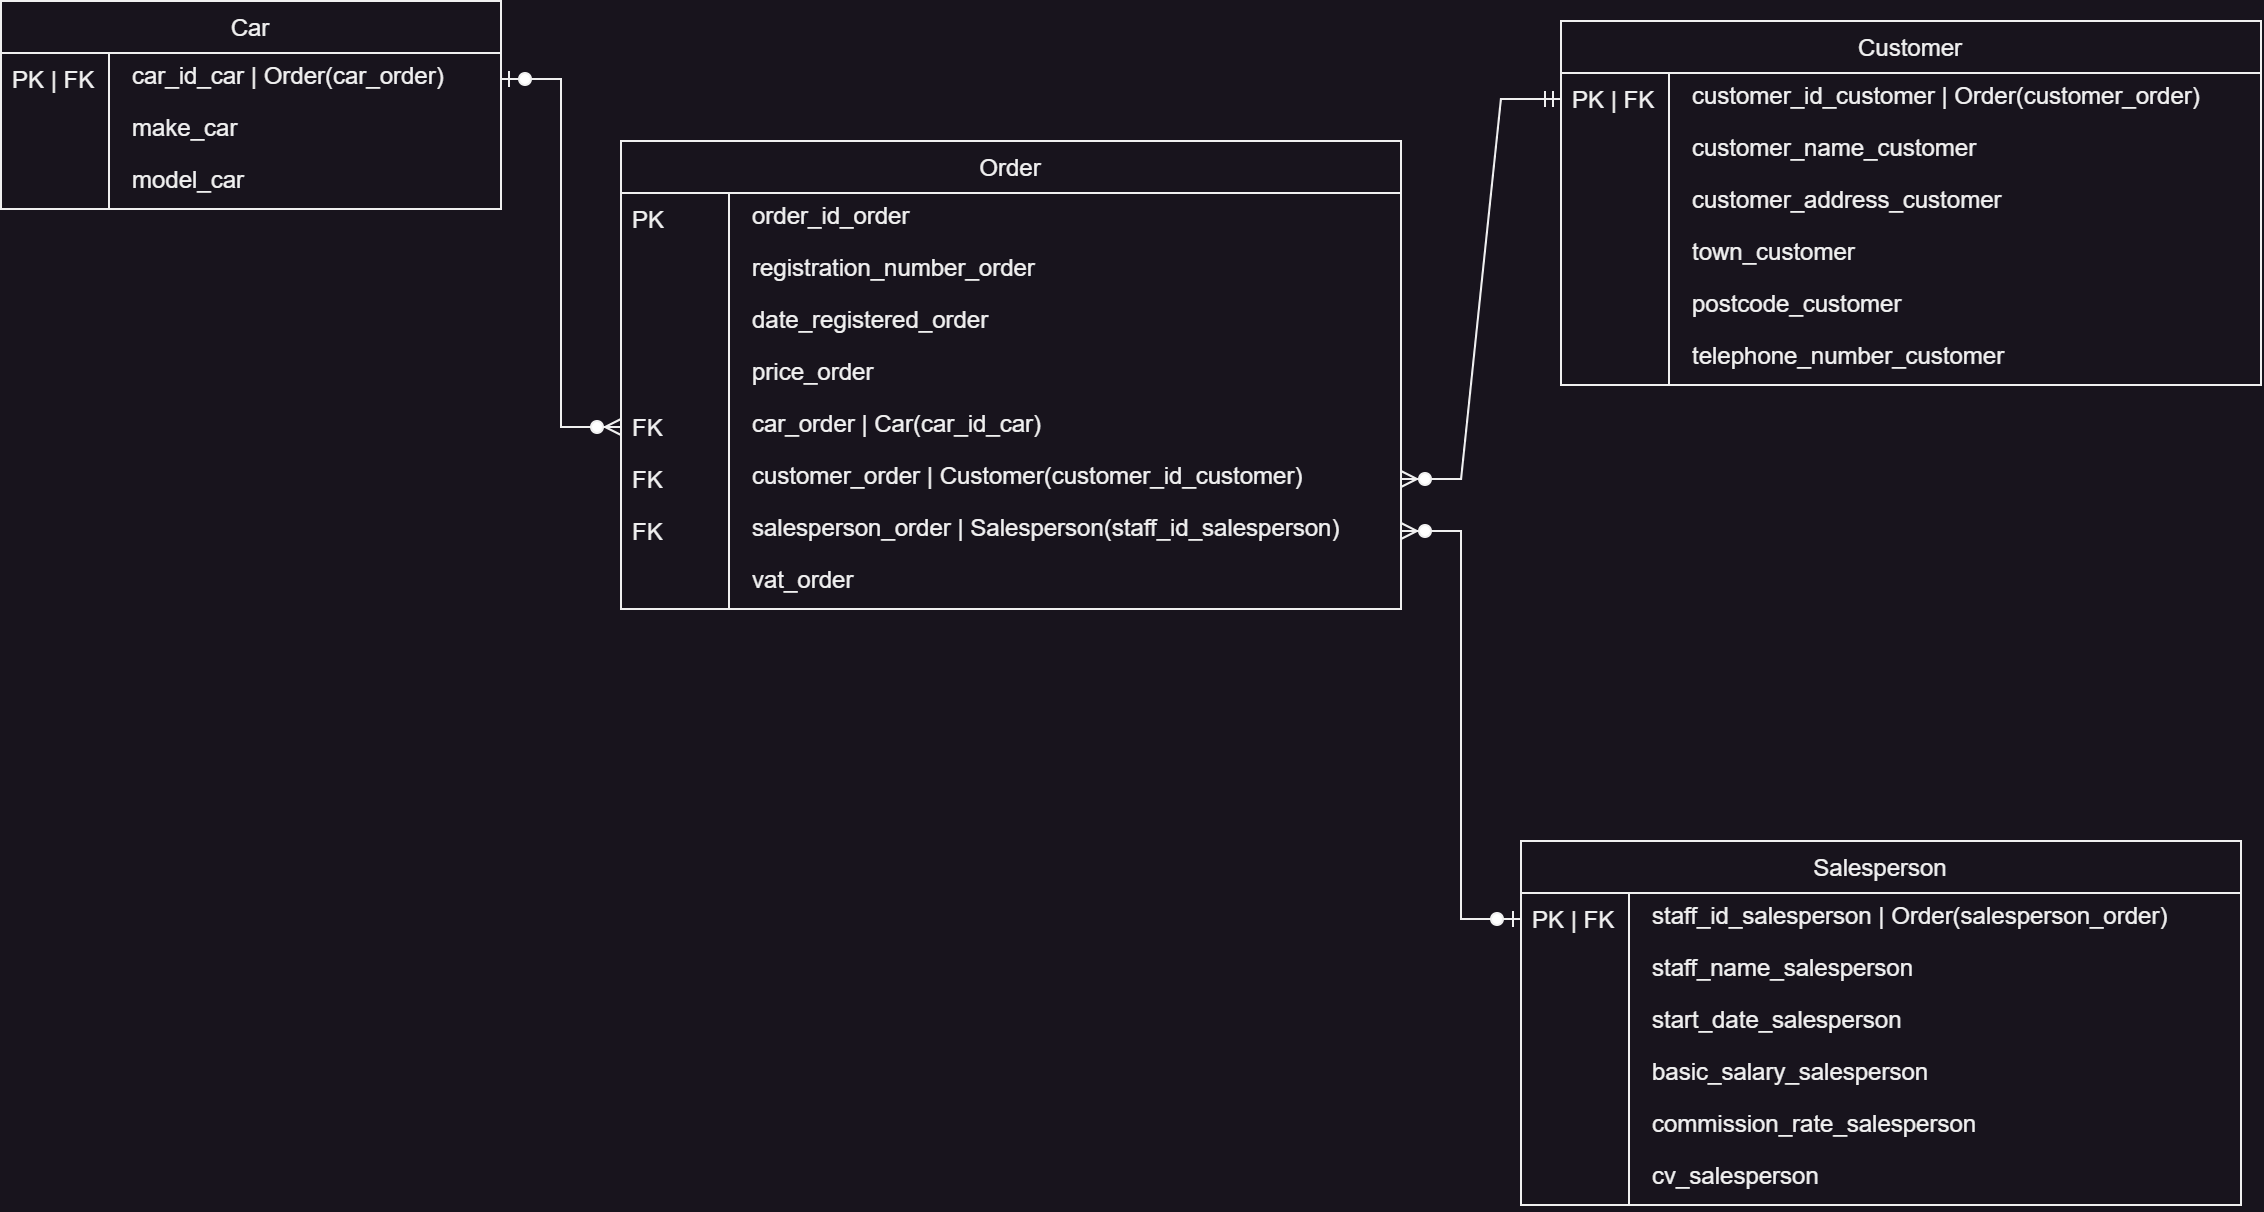 Car
PK | FK car_id_car | Order(car_order)
make_car
model_car
Order
PK order_id_order
registration_number_order
date_registered_order
price_order
FK car_order | Car(car_id_car)
FK customer_order | Customer(customer_id_customer)
FK salesperson_order | Salesperson(staff_id_salesperson)
vat_order
Customer
PK | FK customer_id_customer | Order(customer_order)
customer_name_customer
customer_address_customer
town_customer
postcode_customer
telephone_number_customer
Salesperson
PK | FK staff_id_salesperson | Order(salesperson_order)
staff_name_salesperson
start_date_salesperson
basic_salary_salesperson
commission_rate_salesperson
cv_salesperson